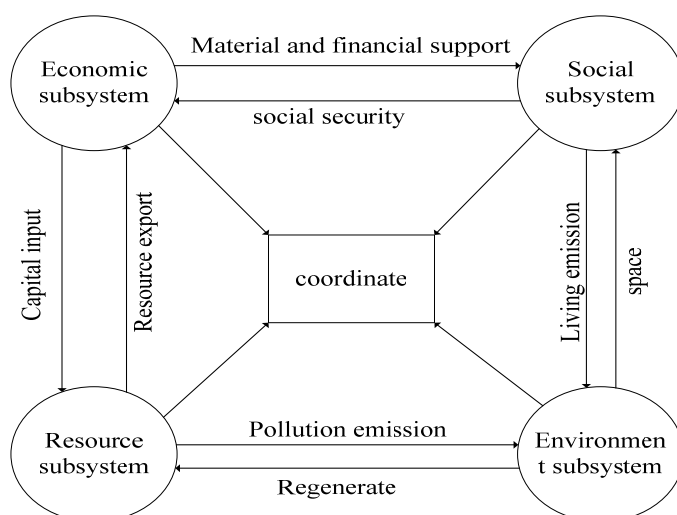 Material and financial support
Economic
subsystem
Social
subsystem
social security
Capital input
Resource export
coordinate
Living emission
space
Resource
subsystem
Pollution emission
Environmen
t subsystem
Regenerate